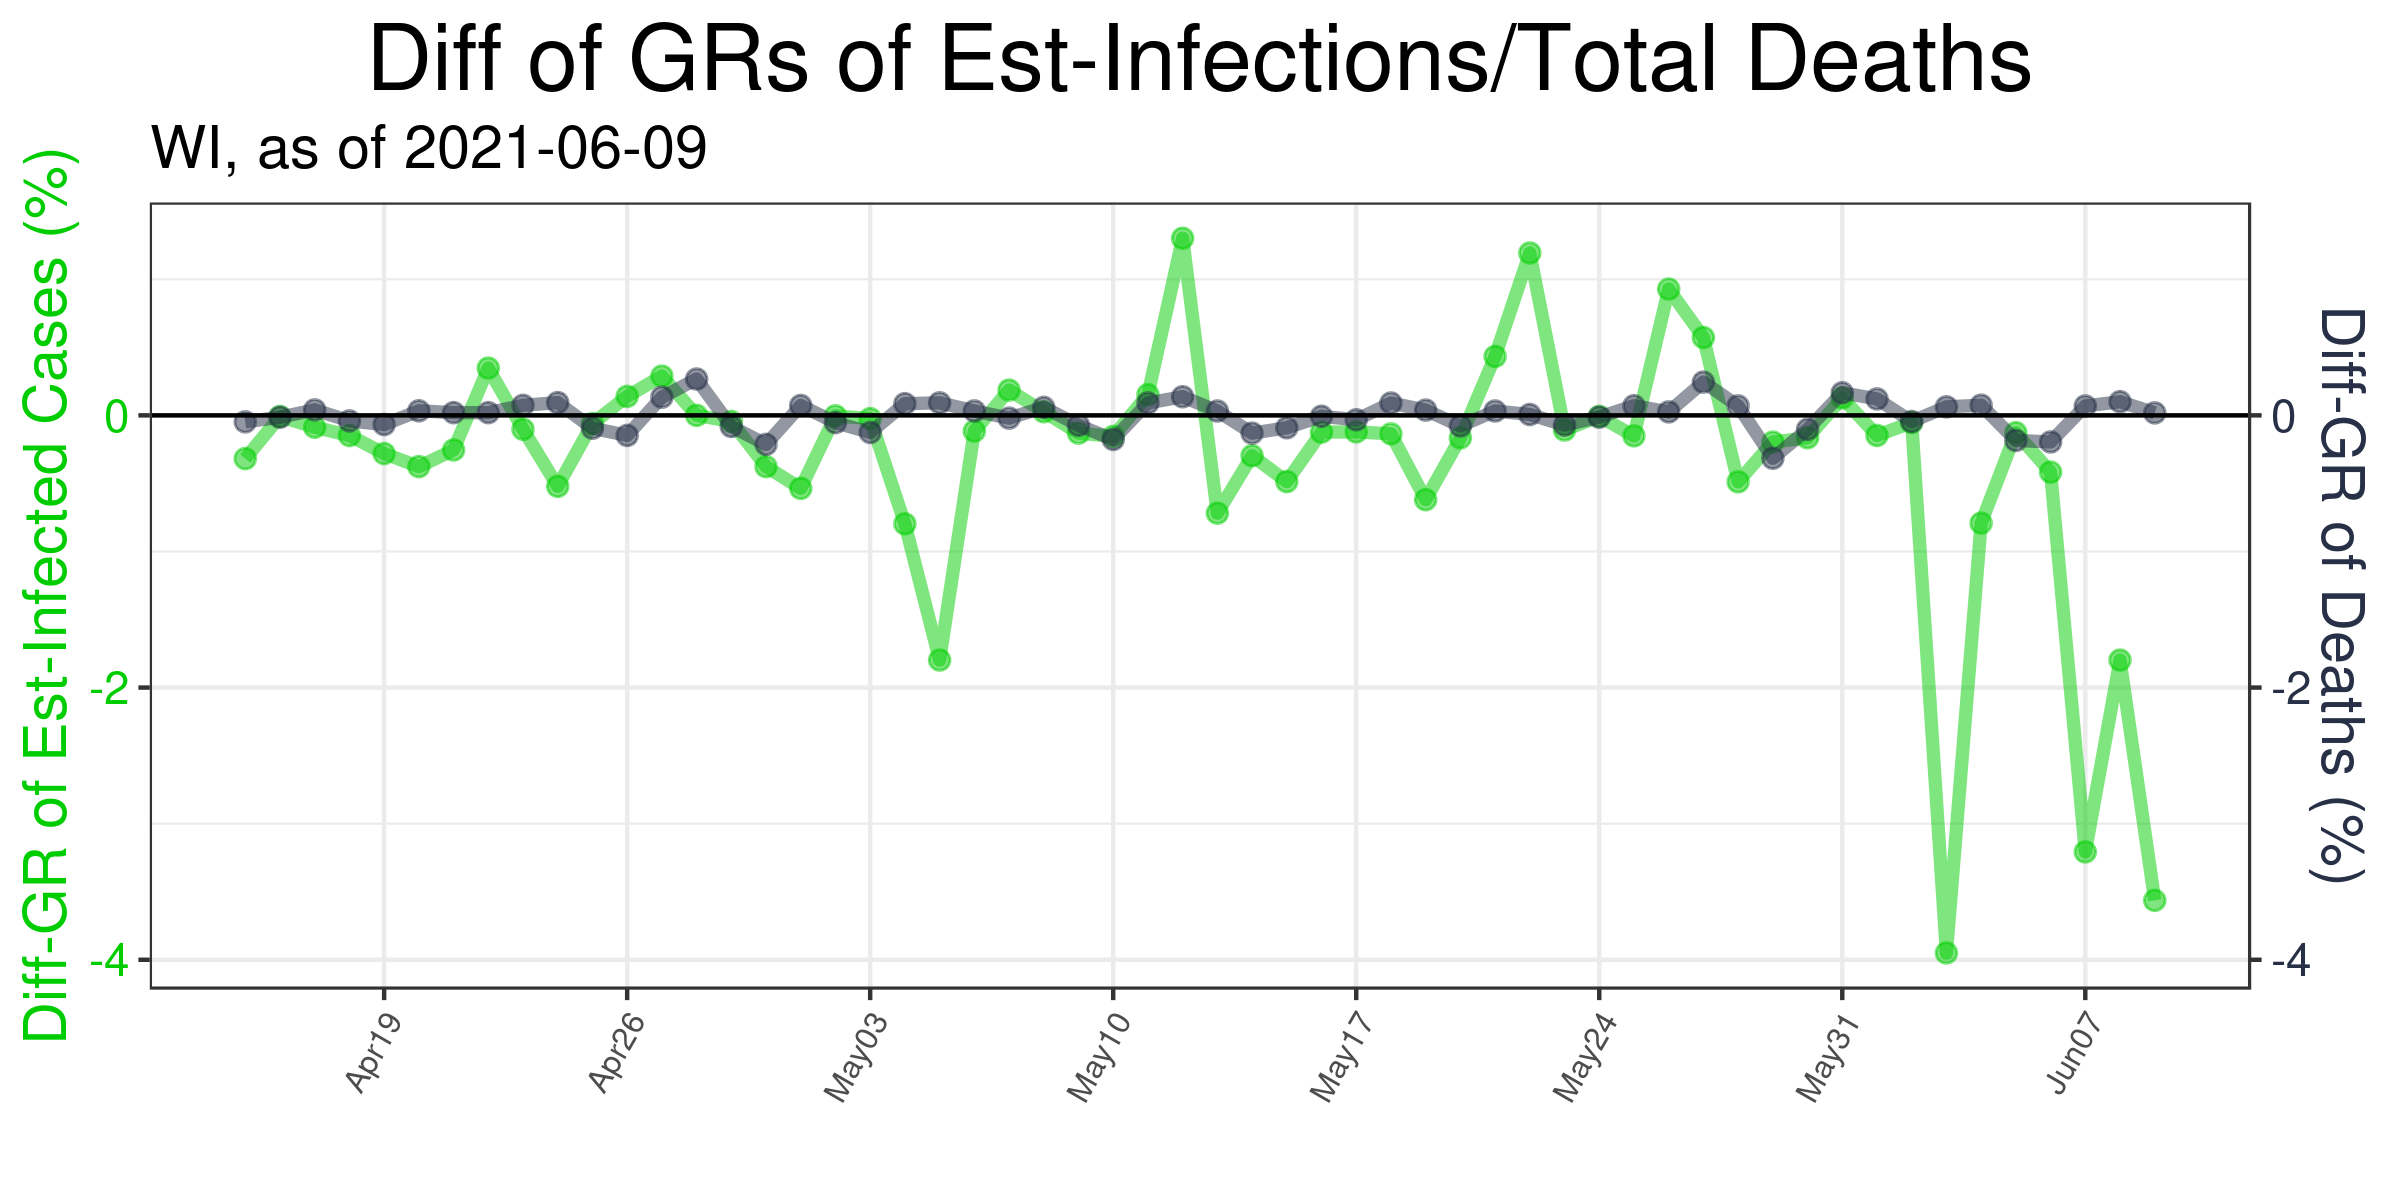 Diff of GRs of Est-Infections/Total Deaths
WI, as of 2021-06-09
Diff-GR of Est-Infected Cases (%)
0
-2
-4
0
-2
-4
Diff-GR of Deaths (%)
Apr19
Apr26
May03
May10
May17
May24
May31
Jun07